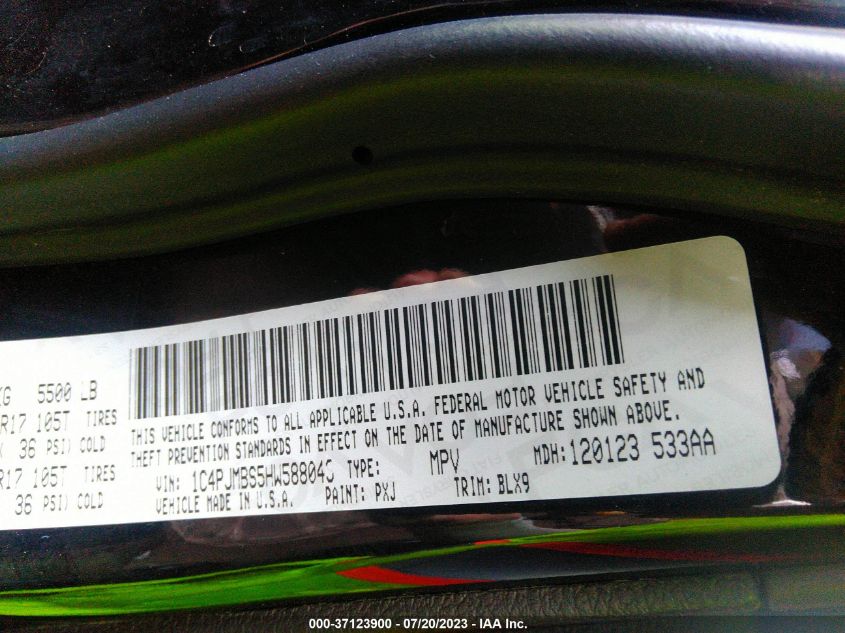 KG 5500 LB
R17 105T TIRES
36 PSI) COLD
R17 105T TIRES
36 PSI) COLD
THIS VEHICLE CONFORMS TO ALL APPLICABLE U.S.A. FEDERAL MOTOR VEHICLE SAFETY AND
THEFT PREVENTION STANDARDS IN EFFECT ON THE DATE OF MANUFACTURE SHOWN ABOVE.
VIN: 1C4PJMBS5HW588049 TYPE: MPV MDH: 120123 533AA
VEHICLE MADE IN U.S.A. PAINT: PXJ TRIM: BLX9
000-37123900 - 07/20/2023 - IAA Inc.